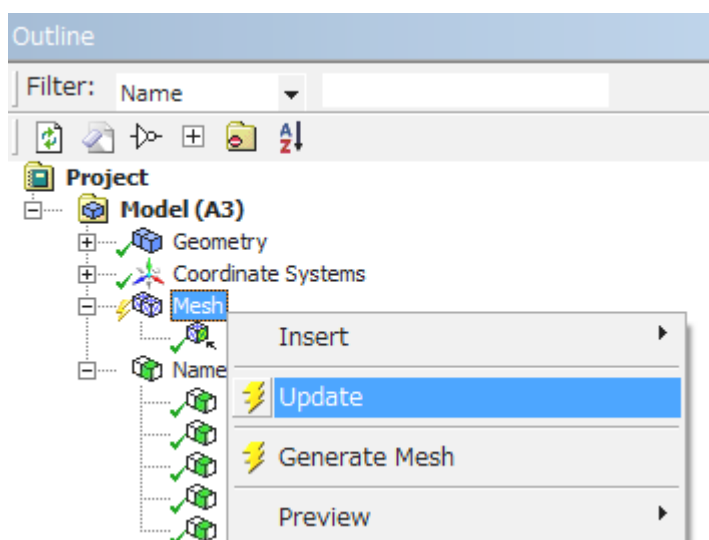 Outline
Filter: Name
A
Z
Project
Model (A3)
Geometry
Coordinate Systems
Mesh
Insert
Name
Update
Generate Mesh
Preview